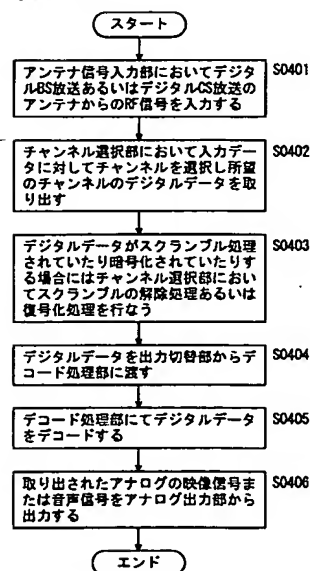 スタート
アンテナ信号入力部においてデジタ
ルBS放送あるいはデジタルCS放送の
アンテナからのRF信号を入力する
S0401
チャンネル選択部において入力デー
タに対してチャンネルを選択し所望
のチャンネルのデジタルデータを取
り出す
S0402
デジタルデータがスクランブル処理
されていたり暗号化されていたりす
る場合にはチャンネル選択部におい
てスクランブルの解除処理あるいは
復号化処理を行なう
S0403
デジタルデータを出力切替部からデ
コード処理部に渡す
S0404
デコード処理部にてデジタルデータ
をデコードする
S0405
取り出されたアナログの映像信号ま
たは音声信号をアナログ出力部から
出力する
S0406
エンド